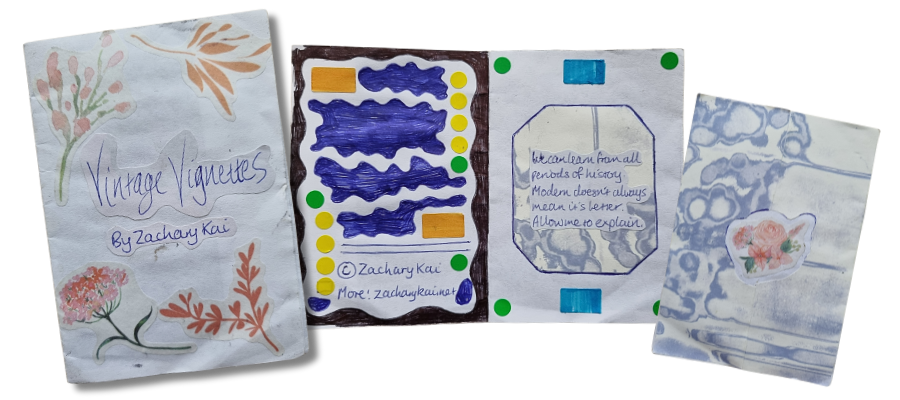 Vintage Vignettes
By Zachary Kai
© Zachary Kai
More! zacharykai.net
We can learn from all
periods of history
Modern doesn't always
mean it's better
Allow me to explain.